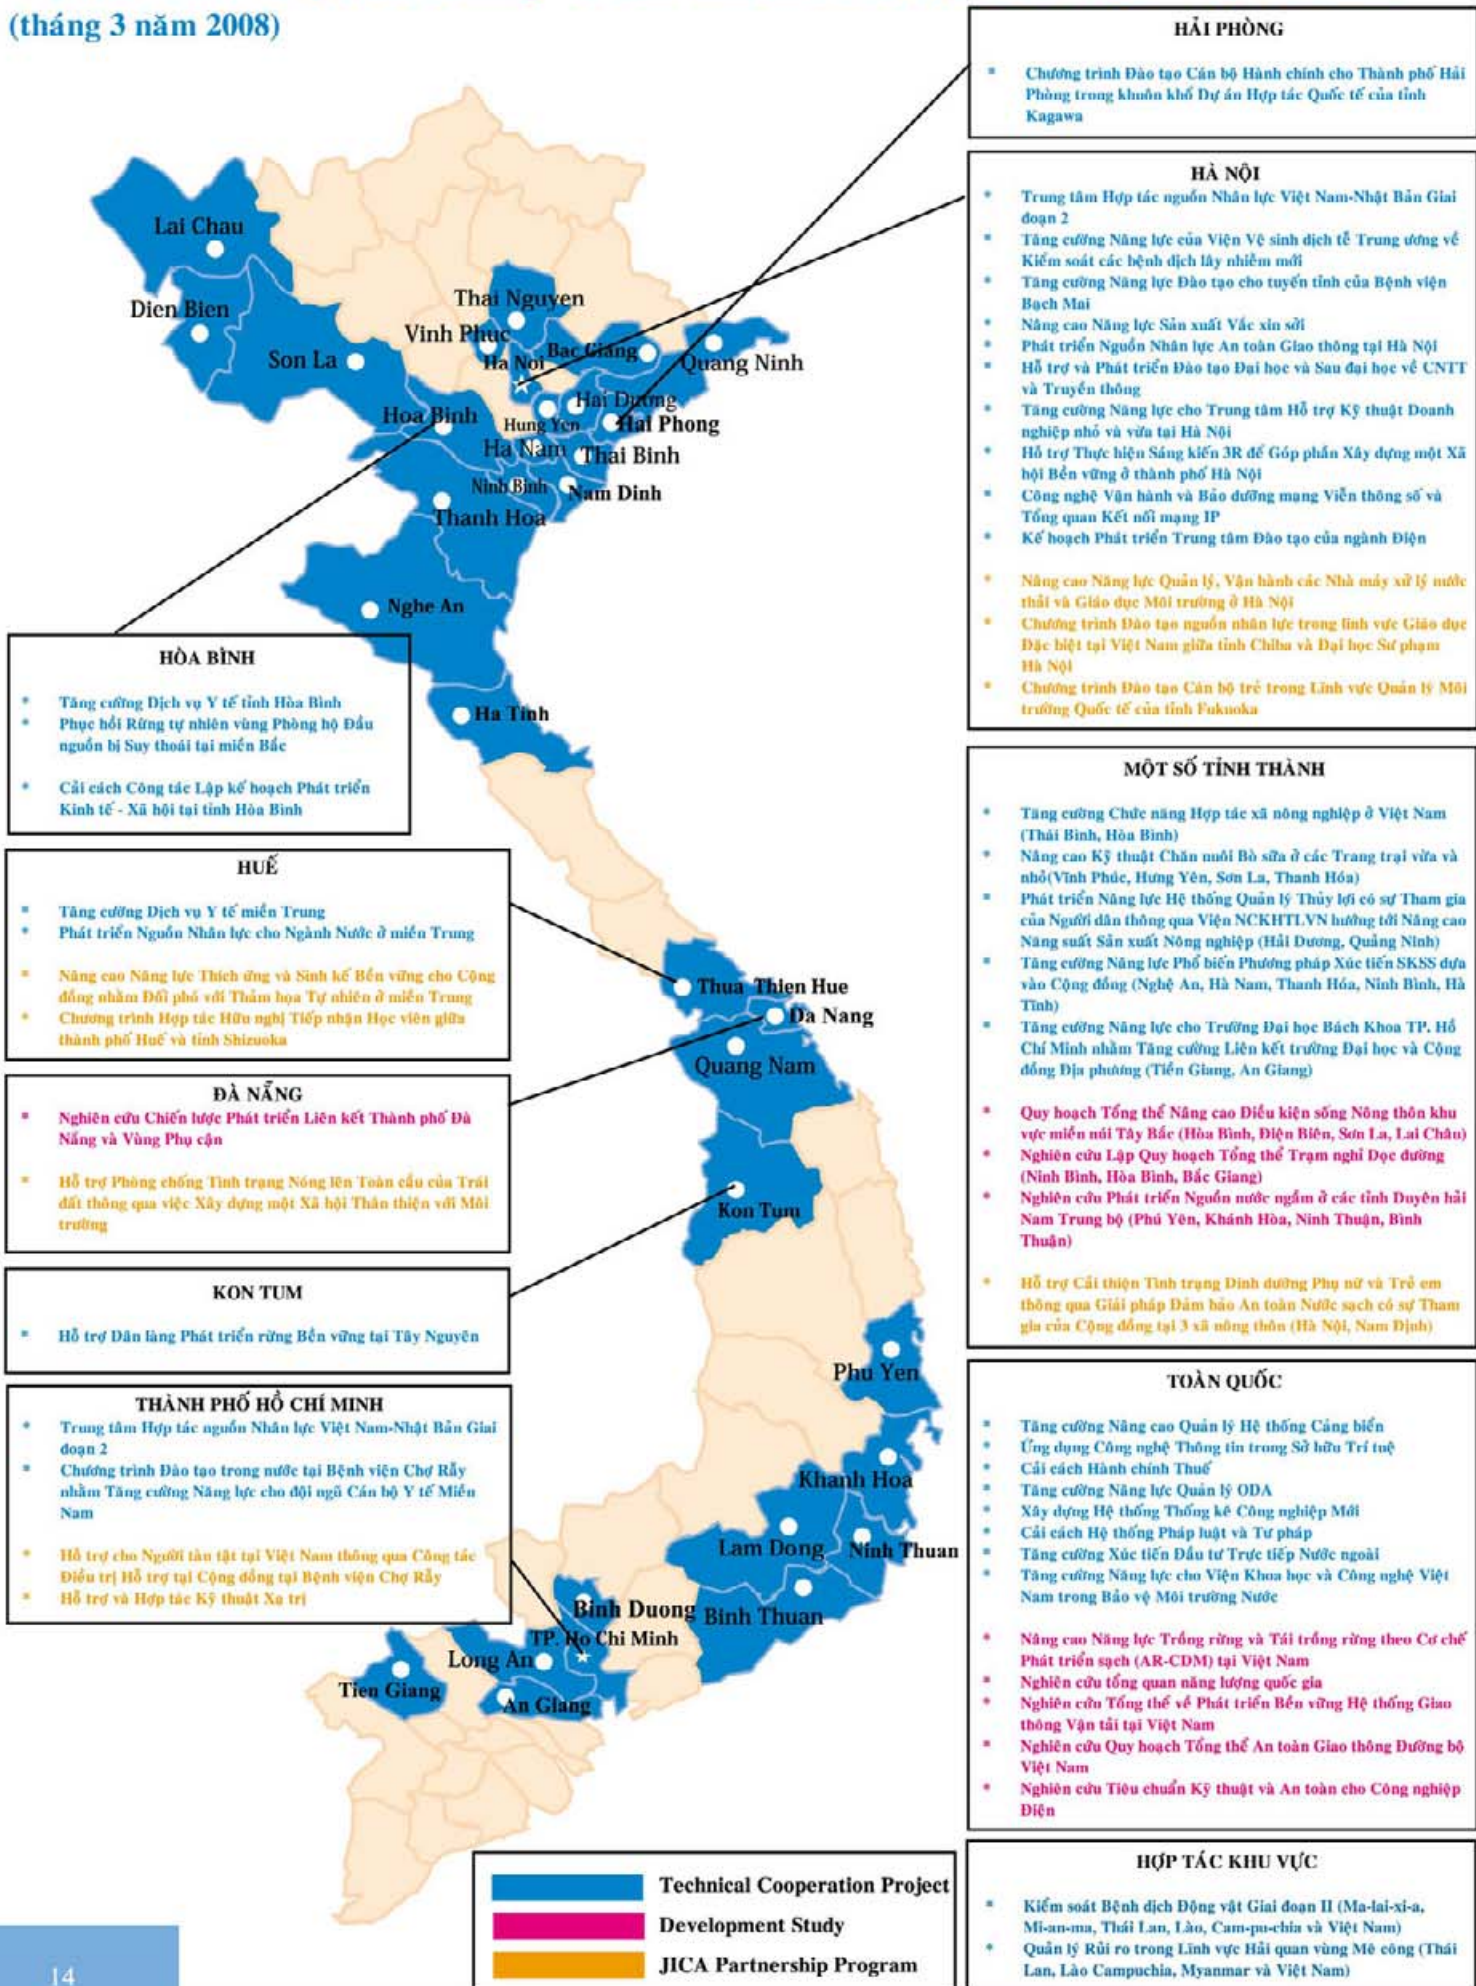 (tháng 3 năm 2008)
HẢI PHÒNG
Chương trình Đào tạo Cán bộ Hành chính cho Thành phố Hải
Phòng trong khuôn khổ Dự án Hợp tác Quốc tế của tỉnh
Kagawa
HÀ NỘI
Trung tâm Hợp tác nguồn Nhân lực Việt Nam-Nhật Bản Giai
đoạn 2
Tăng cường Năng lực của Viện Vệ sinh dịch tễ Trung ương về
Kiểm soát các bệnh dịch lây nhiễm mới
Tăng cường Năng lực Đào tạo cho tuyến tỉnh của Bệnh viện
Bạch Mai
Nâng cao Năng lực Sản xuất Vắc xin sởi
Phát triển Nguồn Nhân lực An toàn Giao thông tại Hà Nội
Hỗ trợ và Phát triển Đào tạo Đại học và Sau đại học về CNTT
và Truyền thông
Tăng cường Năng lực cho Trung tâm Hỗ trợ Kỹ thuật Doanh
nghiệp nhỏ và vừa tại Hà Nội
Hỗ trợ Thực hiện Sáng kiến 3R để Góp phần Xây dựng một Xã
hội Bền vững ở thành phố Hà Nội
Công nghệ Vận hành và Bảo dưỡng mạng Viễn thông số và
Tổng quan Kết nối mạng IP
Kế hoạch Phát triển Trung tâm Đào tạo của ngành Điện
Nâng cao Năng lực Quản lý, Vận hành các Nhà máy xử lý nước
thải và Giáo dục Môi trường ở Hà Nội
Chương trình Đào tạo nguồn nhân lực trong lĩnh vực Giáo dục
Đặc biệt tại Việt Nam giữa tỉnh Chiba và Đại học Sư phạm
Hà Nội
Chương trình Đào tạo Cán bộ trẻ trong Lĩnh vực Quản lý Môi
trường Quốc tế của tỉnh Fukuoka
MỘT SỐ TỈNH THÀNH
Tăng cường Chức năng Hợp tác xã nông nghiệp ở Việt Nam
(Thái Bình, Hòa Bình)
Nâng cao Kỹ thuật Chăn nuôi Bò sữa ở các Trang trại vừa và
nhỏ(Vĩnh Phúc, Hưng Yên, Sơn La, Thanh Hóa)
Phát triển Năng lực Hệ thống Quản lý Thủy lợi có sự Tham gia
của Người dân thông qua Viện NCKHTLVN hướng tới Nâng cao
Năng suất Sản xuất Nông nghiệp (Hải Dương, Quảng Ninh)
Tăng cường Năng lực Phổ biến Phương pháp Xúc tiến SKSS dựa
vào Cộng đồng (Nghệ An, Hà Nam, Thanh Hóa, Ninh Bình, Hà
Tĩnh)
Tăng cường Năng lực cho Trường Đại học Bách Khoa TP. Hồ
Chí Minh nhằm Tăng cường Liên kết trường Đại học và Cộng
đồng Địa phương (Tiền Giang, An Giang)
Quy hoạch Tổng thể Nâng cao Điều kiện sống Nông thôn khu
vực miền núi Tây Bắc (Hòa Bình, Điện Biên, Sơn La, Lai Châu)
Nghiên cứu Lập Quy hoạch Tổng thể Trạm nghỉ Dọc đường
(Ninh Bình, Hòa Bình, Bắc Giang)
Nghiên cứu Phát triển Nguồn nước ngầm ở các tỉnh Duyên hải
Nam Trung bộ (Phú Yên, Khánh Hòa, Ninh Thuận, Bình
Thuận)
Hỗ trợ Cải thiện Tình trạng Dinh dưỡng Phụ nữ và Trẻ em
thông qua Giải pháp Đảm bảo An toàn Nước sạch có sự Tham
gia của Cộng đồng tại 3 xã nông thôn (Hà Nội, Nam Định)
TOÀN QUỐC
Tăng cường Nâng cao Quản lý Hệ thống Cảng biển
Ứng dụng Công nghệ Thông tin trong Sở hữu Trí tuệ
Cải cách Hành chính Thuế
Tăng cường Năng lực Quản lý ODA
Xây dựng Hệ thống Thống kê Công nghiệp Mới
Cải cách Hệ thống Pháp luật và Tư pháp
Tăng cường Xúc tiến Đầu tư Trực tiếp Nước ngoài
Tăng cường Năng lực cho Viện Khoa học và Công nghệ Việt
Nam trong Bảo vệ Môi trường Nước
Nâng cao Năng lực Trồng rừng và Tái trồng rừng theo Cơ chế
Phát triển sạch (AR-CDM) tại Việt Nam
Nghiên cứu tổng quan năng lượng quốc gia
Nghiên cứu Tổng thể về Phát triển Bền vững Hệ thống Giao
thông Vận tải tại Việt Nam
Nghiên cứu Quy hoạch Tổng thể An toàn Giao thông Đường bộ
Việt Nam
Nghiên cứu Tiêu chuẩn Kỹ thuật và An toàn cho Công nghiệp
Điện
HỢP TÁC KHU VỰC
Kiểm soát Bệnh dịch Động vật Giai đoạn II (Ma-lai-xi-a,
Mi-an-ma, Thái Lan, Lào, Cam-pu-chia và Việt Nam)
Quản lý Rủi ro trong Lĩnh vực Hải quan vùng Mê công (Thái
Lan, Lào Campuchia, Myanmar và Việt Nam)
Lai Chau
Dien Bien
Son La
Thai Nguyen
Vinh Phuc
Ha Noi
Bac Giang
Quang Ninh
Hoa Binh
Hai Duong
Hung Yen
Hai Phong
Ha Nam
Thai Binh
Ninh Binh
Nam Dinh
Thanh Hoa
Nghe An
Ha Tinh
HÒA BÌNH
Tăng cường Dịch vụ Y tế tỉnh Hòa Bình
Phục hồi Rừng tự nhiên vùng Phòng hộ Đầu
nguồn bị Suy thoái tại miền Bắc
Cải cách Công tác Lập kế hoạch Phát triển
Kinh tế - Xã hội tại tỉnh Hòa Bình
HUẾ
Tăng cường Dịch vụ Y tế miền Trung
Phát triển Nguồn Nhân lực cho Ngành Nước ở miền Trung
Nâng cao Năng lực Thích ứng và Sinh kế Bền vững cho Cộng
đồng nhằm Đối phó với Thảm họa Tự nhiên ở miền Trung
Chương trình Hợp tác Hữu nghị Tiếp nhận Học viên giữa
thành phố Huế và tỉnh Shizuoka
ĐÀ NẴNG
Nghiên cứu Chiến lược Phát triển Liên kết Thành phố Đà
Nẵng và Vùng Phụ cận
Hỗ trợ Phòng chống Tình trạng Nóng lên Toàn cầu của Trái
đất thông qua việc Xây dựng một Xã hội Thân thiện với Môi
trường
KON TUM
Hỗ trợ Dân làng Phát triển rừng Bền vững tại Tây Nguyên
THÀNH PHỐ HỒ CHÍ MINH
Trung tâm Hợp tác nguồn Nhân lực Việt Nam-Nhật Bản Giai
đoạn 2
Chương trình Đào tạo trong nước tại Bệnh viện Chợ Rẫy
nhằm Tăng cường Năng lực cho đội ngũ Cán bộ Y tế Miền
Nam
Hỗ trợ cho Người tàn tật tại Việt Nam thông qua Công tác
Điều trị Hỗ trợ tại Cộng đồng tại Bệnh viện Chợ Rẫy
Hỗ trợ và Hợp tác Kỹ thuật Xạ trị
Thua Thien Hue
Da Nang
Quang Nam
Kon Tum
Phu Yen
Khanh Hoa
Lam Dong
Ninh Thuan
Binh Duong
Binh Thuan
TP. Ho Chi Minh
Long An
Tien Giang
An Giang
Technical Cooperation Project
Development Study
JICA Partnership Program
14